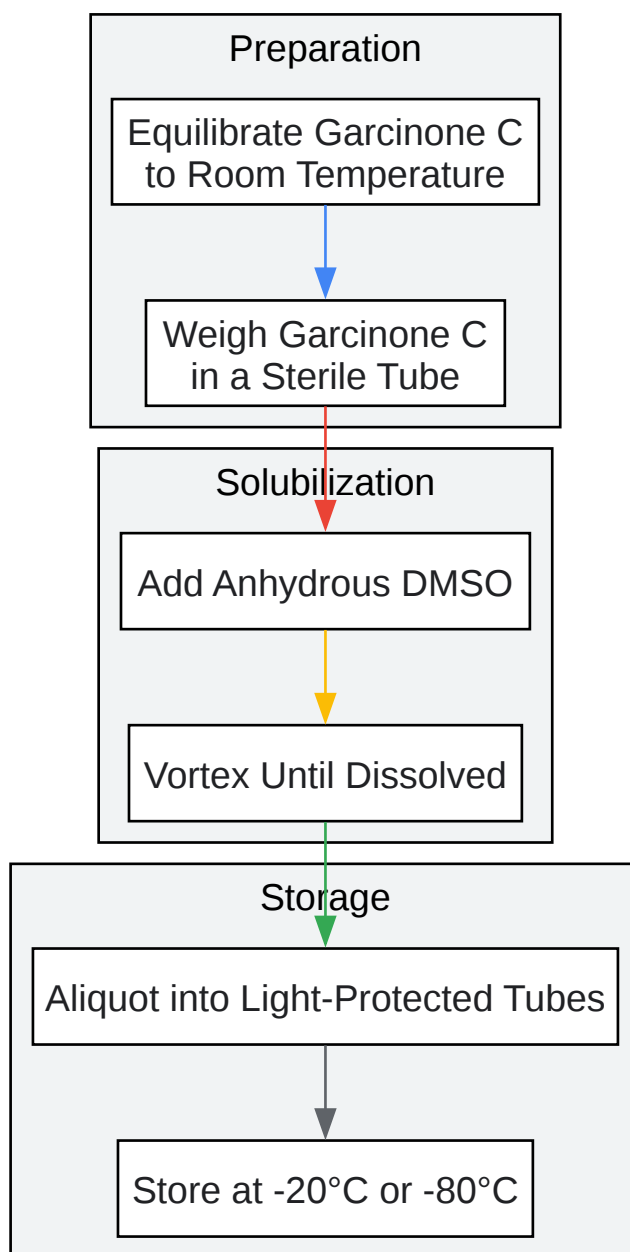 Preparation
Equilibrate Garcinone C
to Room Temperature
Weigh Garcinone C
in a Sterile Tube
Solubilization
Add Anhydrous DMSO
Vortex Until Dissolved
Storage
Aliquot into Light-Protected Tubes
Store at -20°C or -80°C